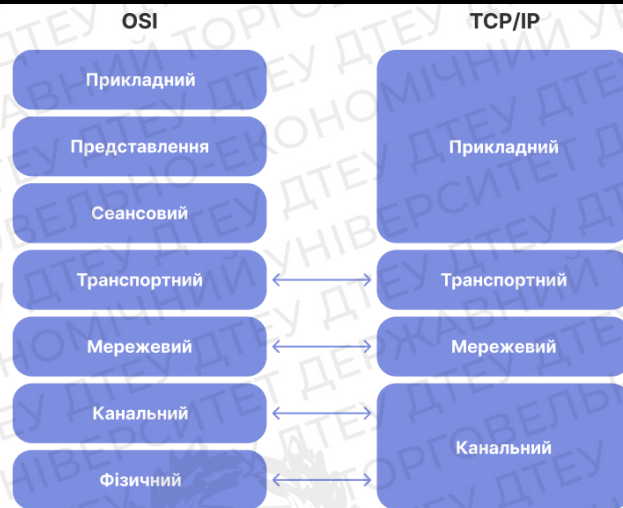 OSI
TCP/IP
Прикладний
Представлення
Сеансовий
Прикладний
Транспортний
Транспортний
Мережевий
Мережевий
Канальний
Фізичний
Канальний